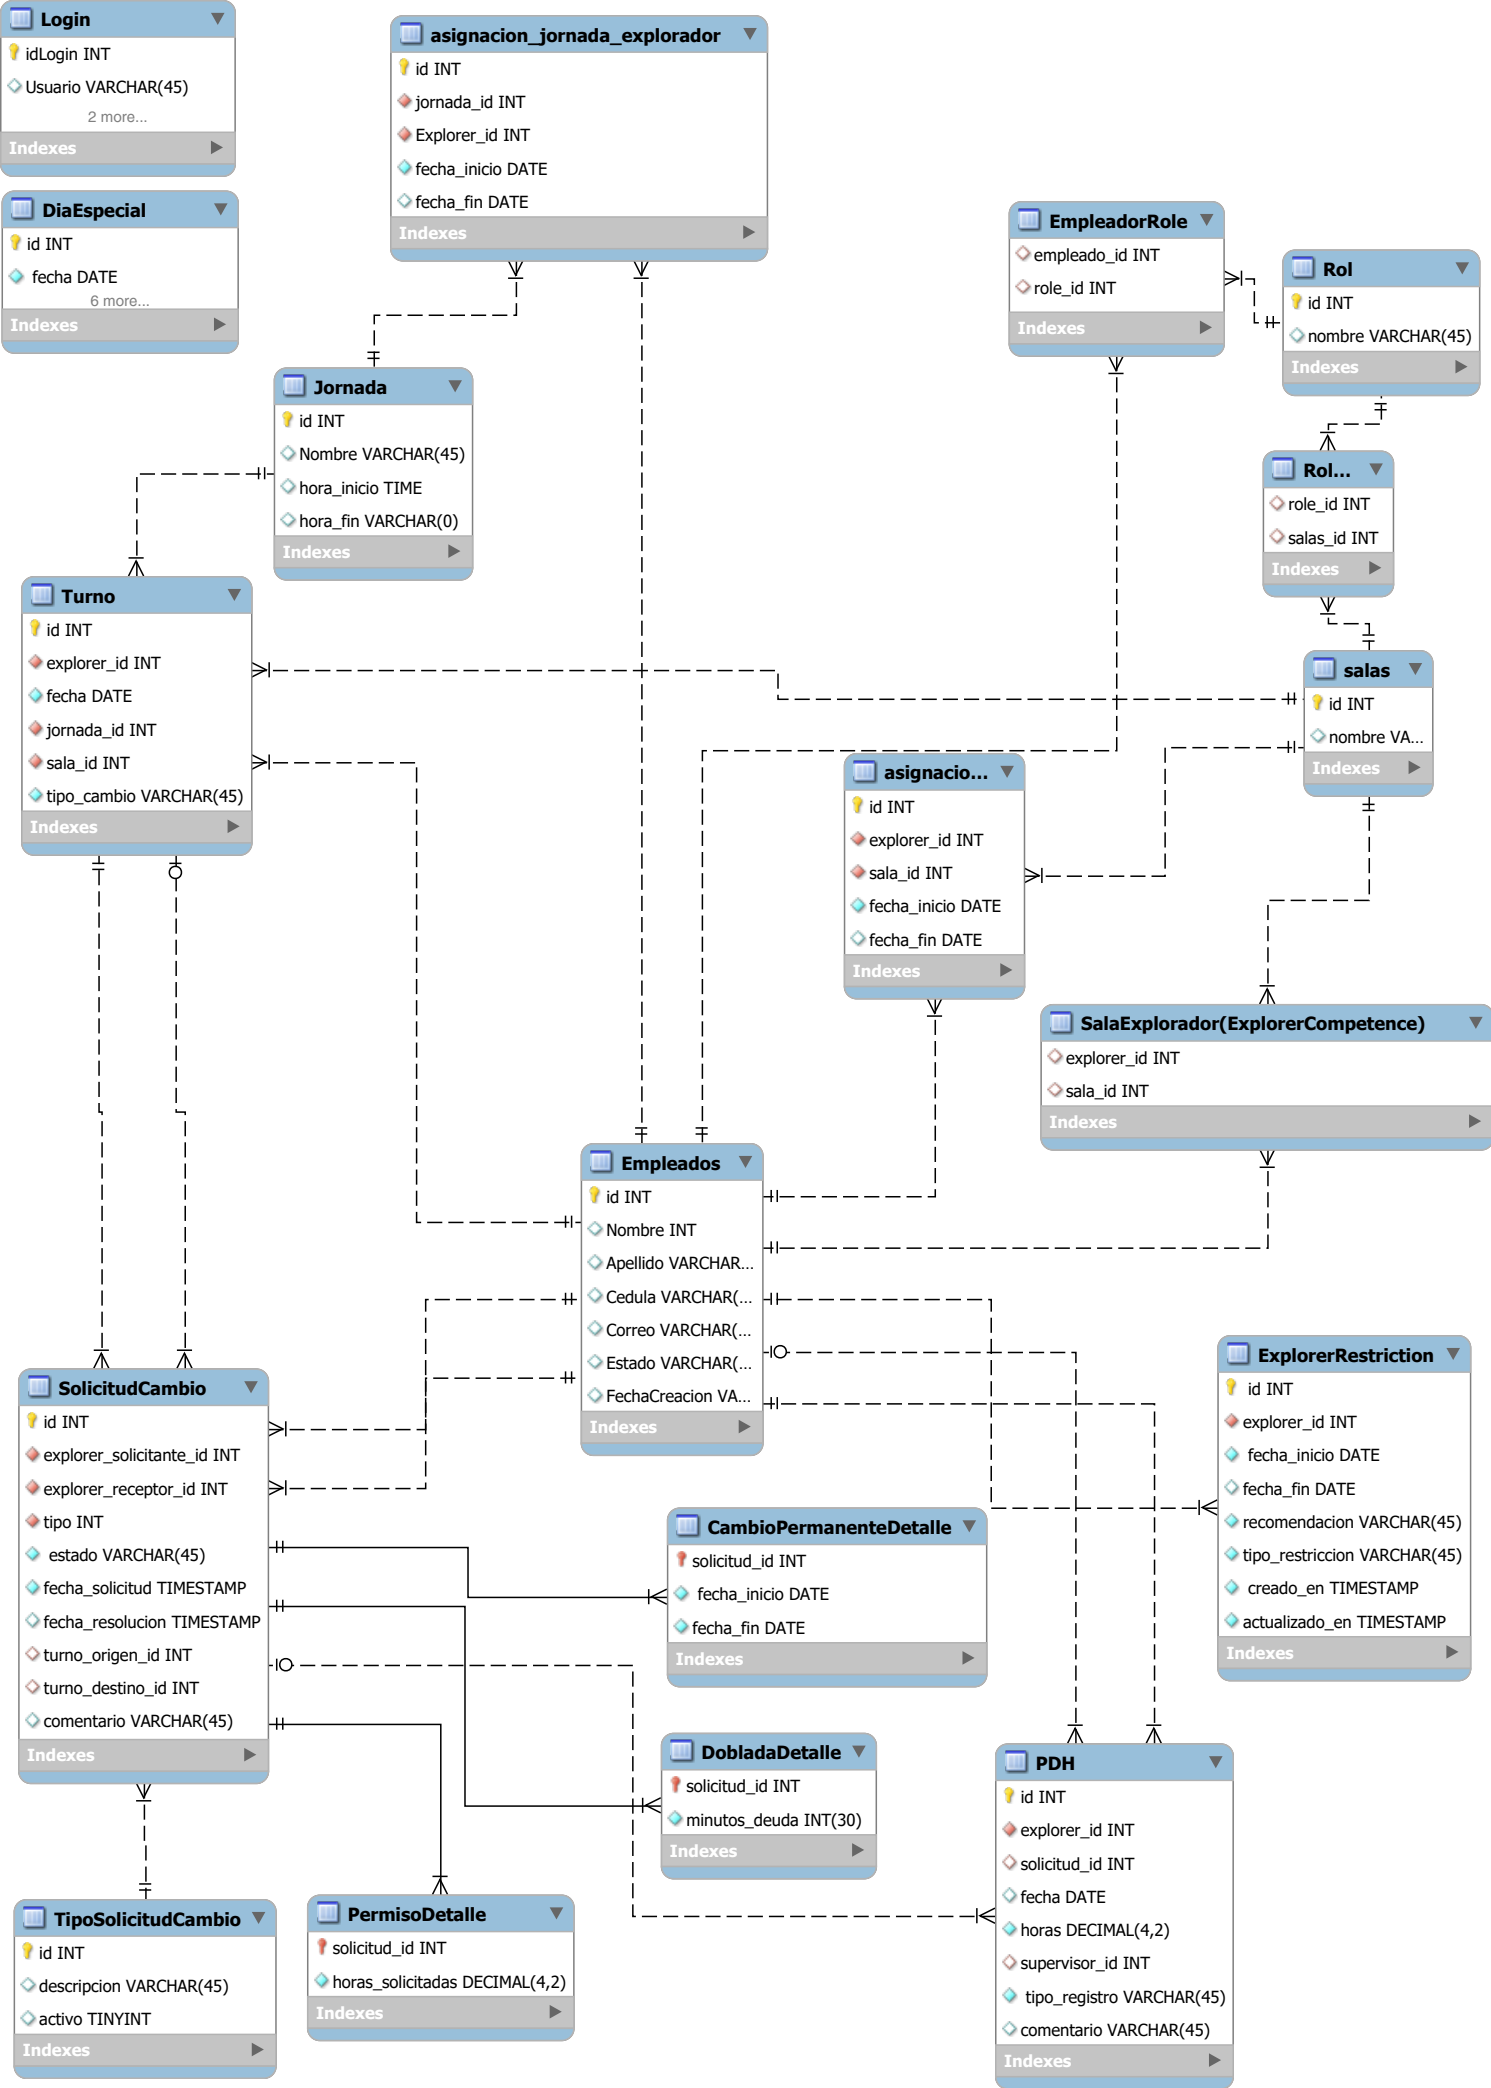 Login
idLogin INT
Usuario VARCHAR(45)
2 more...
Indexes
DiaEspecial
id INT
fecha DATE
6 more...
Indexes
asignacion_jornada_explorador
id INT
jornada_id INT
Explorer_id INT
fecha_inicio DATE
fecha_fin DATE
Indexes
EmpleadorRole
empleado_id INT
role_id INT
Indexes
Rol
id INT
nombre VARCHAR(45)
Indexes
Jornada
id INT
Nombre VARCHAR(45)
hora_inicio TIME
hora_fin VARCHAR(0)
Indexes
Rol...
role_id INT
salas_id INT
Indexes
Turno
id INT
explorer_id INT
fecha DATE
jornada_id INT
sala_id INT
tipo_cambio VARCHAR(45)
Indexes
salas
id INT
nombre VA...
Indexes
asignacio...
id INT
explorer_id INT
sala_id INT
fecha_inicio DATE
fecha_fin DATE
Indexes
SalaExplorador(ExplorerCompetence)
explorer_id INT
sala_id INT
Indexes
Empleados
id INT
Nombre INT
Apellido VARCHAR...
Cedula VARCHAR(...
Correo VARCHAR(...
Estado VARCHAR(...
FechaCreacion VA...
Indexes
ExplorerRestriction
id INT
explorer_id INT
fecha_inicio DATE
fecha_fin DATE
recomendacion VARCHAR(45)
tipo_restriccion VARCHAR(45)
creado_en TIMESTAMP
actualizado_en TIMESTAMP
Indexes
SolicitudCambio
id INT
explorer_solicitante_id INT
explorer_receptor_id INT
tipo INT
estado VARCHAR(45)
fecha_solicitud TIMESTAMP
fecha_resolucion TIMESTAMP
turno_origen_id INT
turno_destino_id INT
comentario VARCHAR(45)
Indexes
CambioPermanenteDetalle
solicitud_id INT
fecha_inicio DATE
fecha_fin DATE
Indexes
DobladaDetalle
solicitud_id INT
minutos_deuda INT(30)
Indexes
PDH
id INT
explorer_id INT
solicitud_id INT
fecha DATE
horas DECIMAL(4,2)
supervisor_id INT
tipo_registro VARCHAR(45)
comentario VARCHAR(45)
Indexes
TipoSolicitudCambio
id INT
descripcion VARCHAR(45)
activo TINYINT
Indexes
PermisoDetalle
solicitud_id INT
horas_solicitadas DECIMAL(4,2)
Indexes